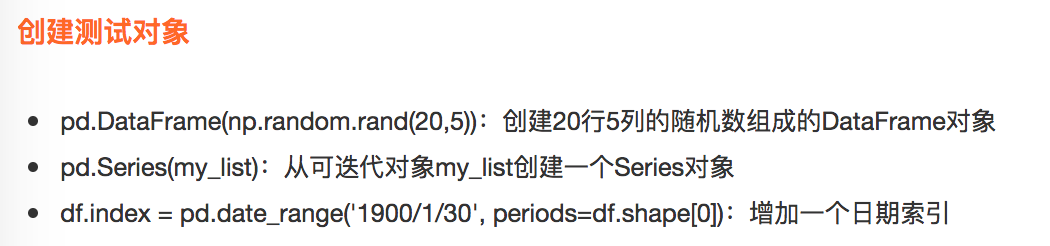 创建测试对象
• pd.DataFrame(np.random.rand(20,5)):创建20行5列的随机数组成的DataFrame对象
• pd.Series(my_list):从可迭代对象my_list创建一个Series对象
• df.index = pd.date_range('1900/1/30', periods=df.shape[0]):增加一个日期索引